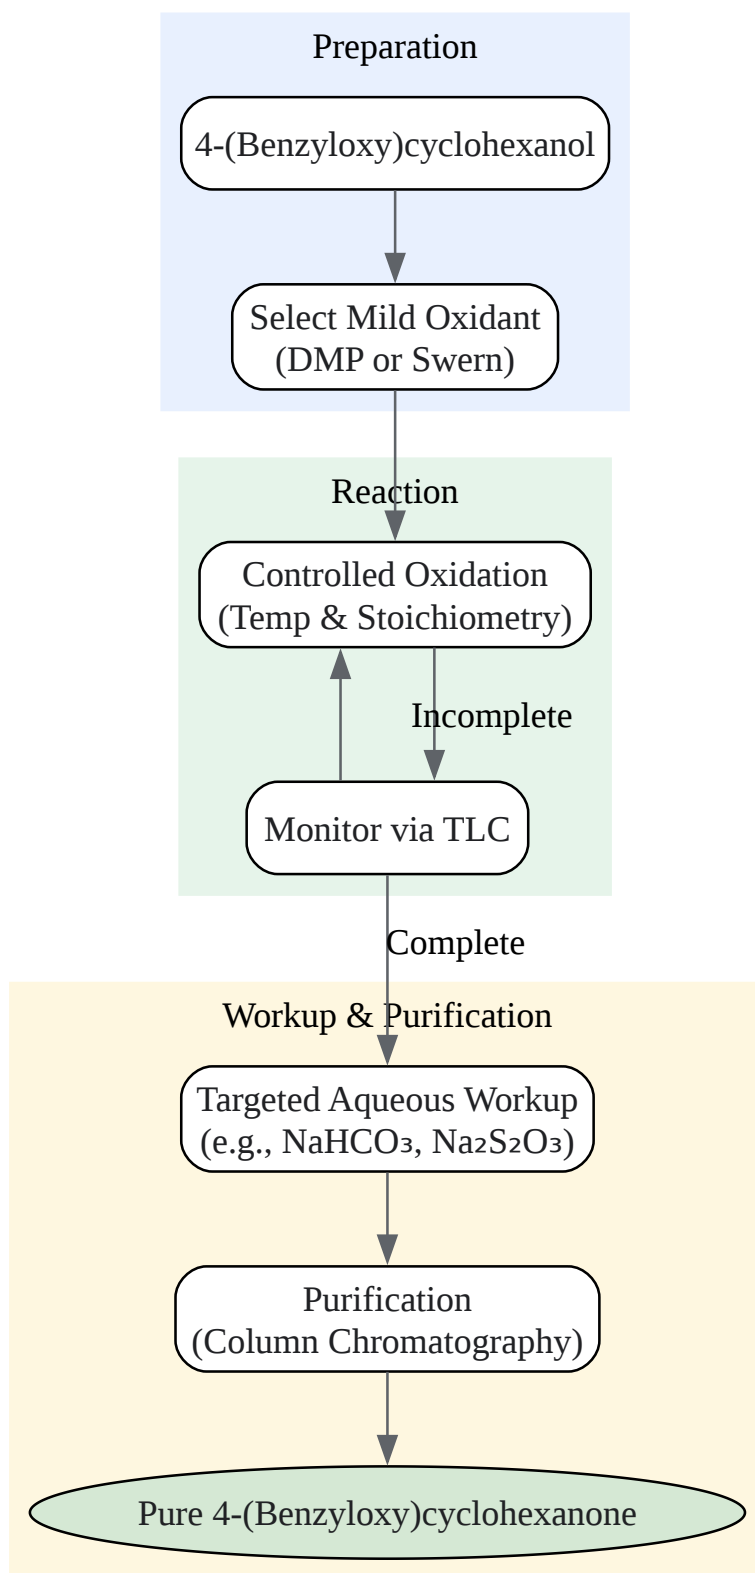 Preparation
4-(Benzyloxy)cyclohexanol
Select Mild Oxidant
(DMP or Swern)
Reaction
Controlled Oxidation
(Temp & Stoichiometry)
Incomplete
Monitor via TLC
Complete
Workup & Purification
Targeted Aqueous Workup
(e.g., NaHCO₃, Na₂S₂O₃)
Purification
(Column Chromatography)
Pure 4-(Benzyloxy)cyclohexanone